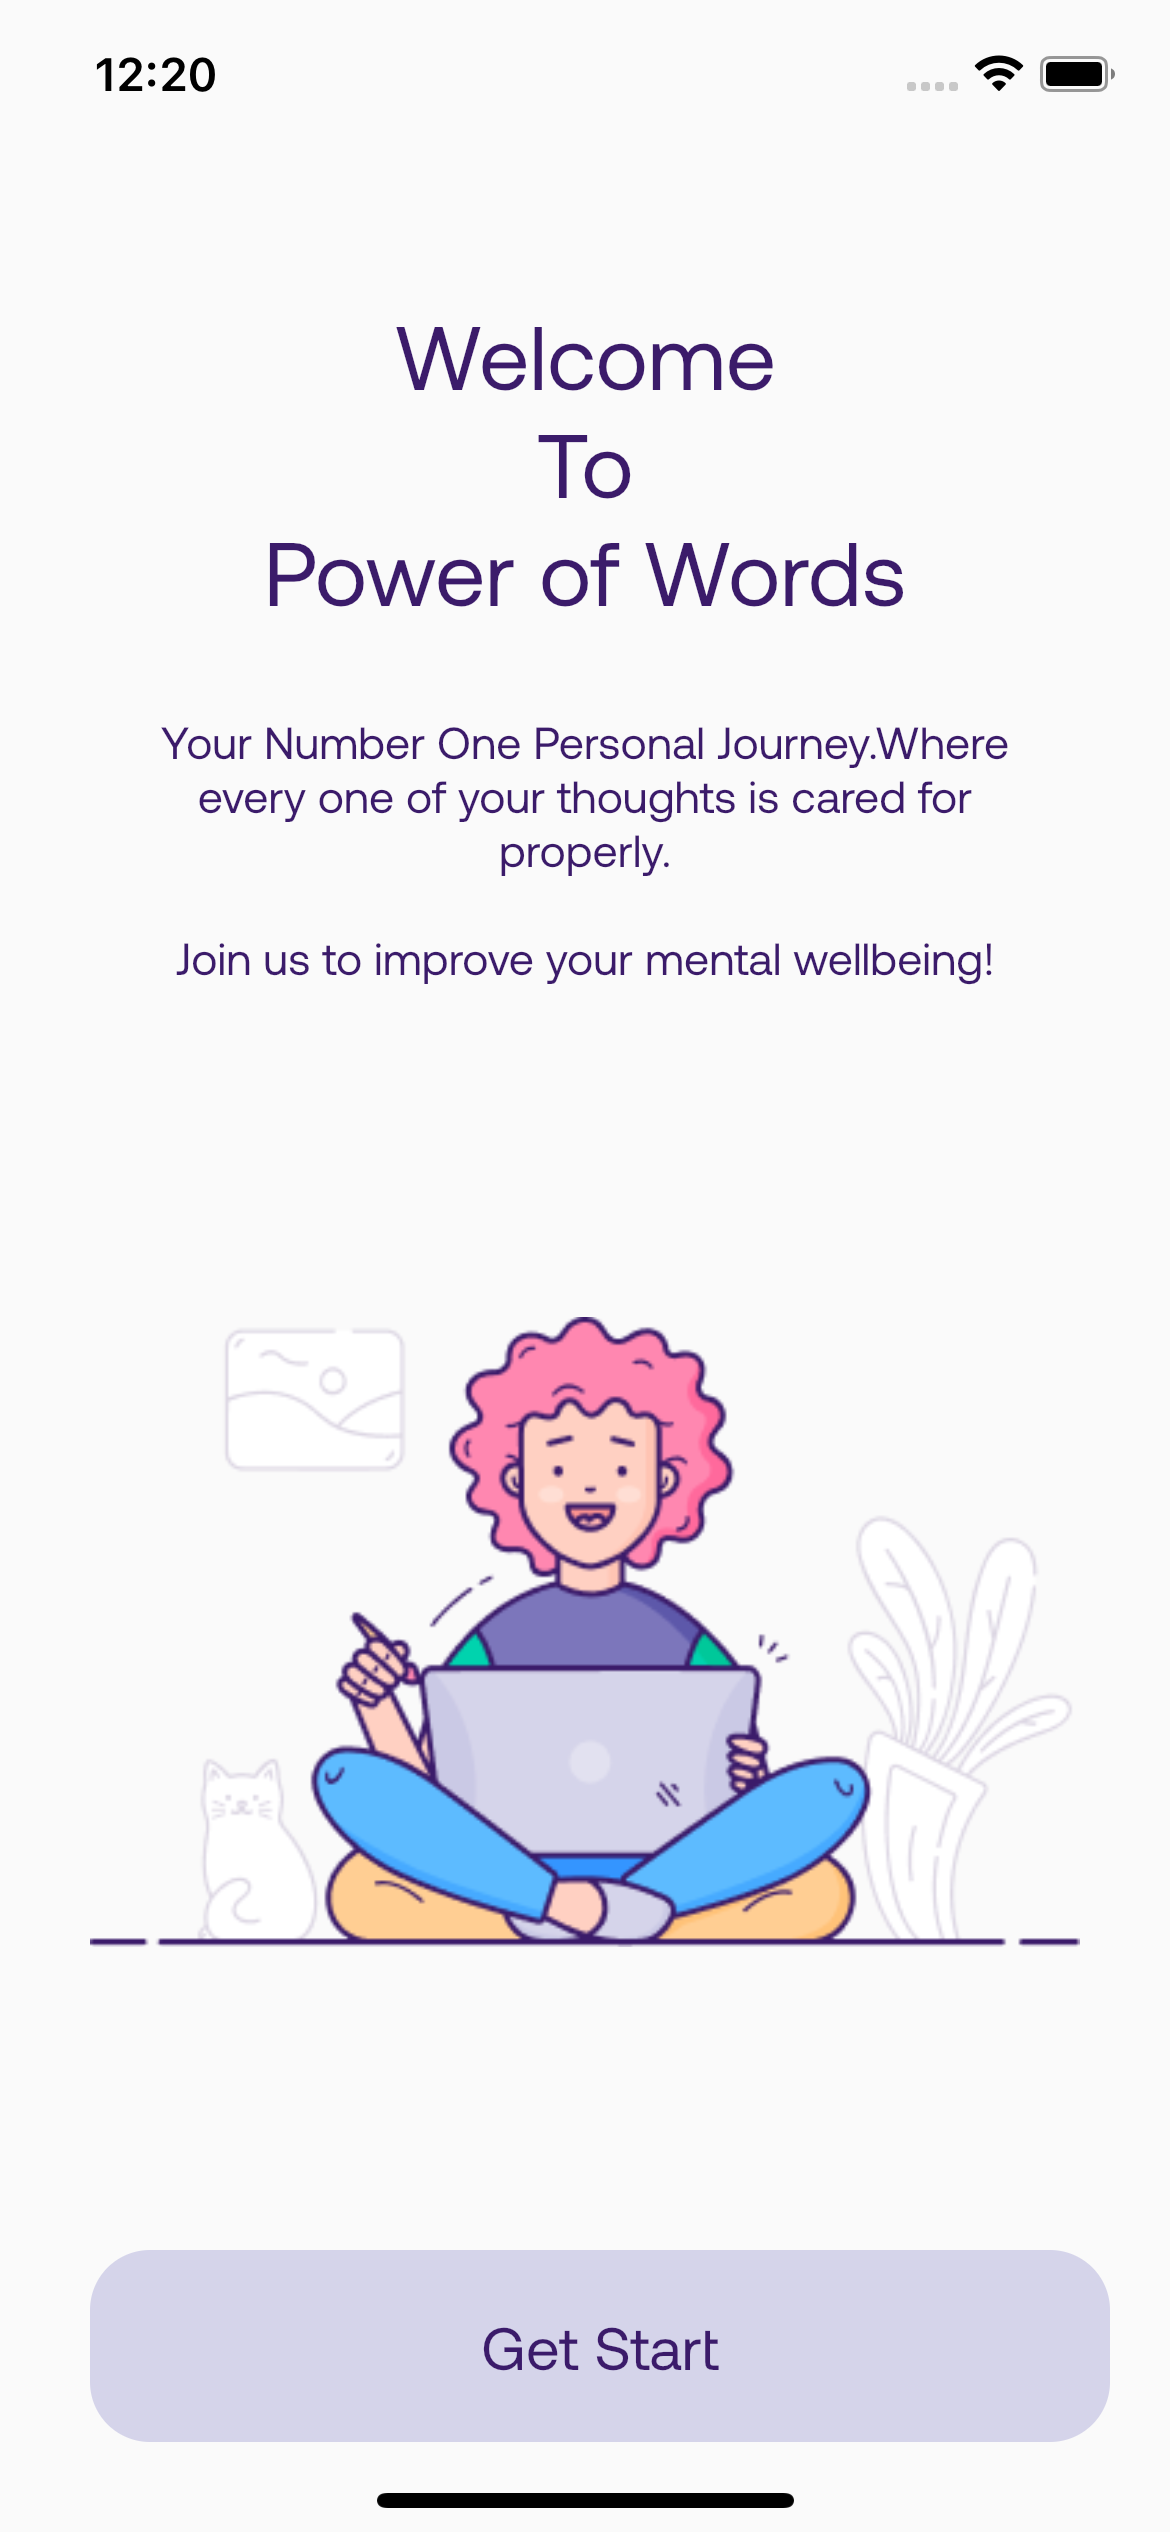 12:20
Welcome
To
Power of Words
Your Number One Personal Journey.Where
every one of your thoughts is cared for
properly.
Join us to improve your mental wellbeing!
Get Start